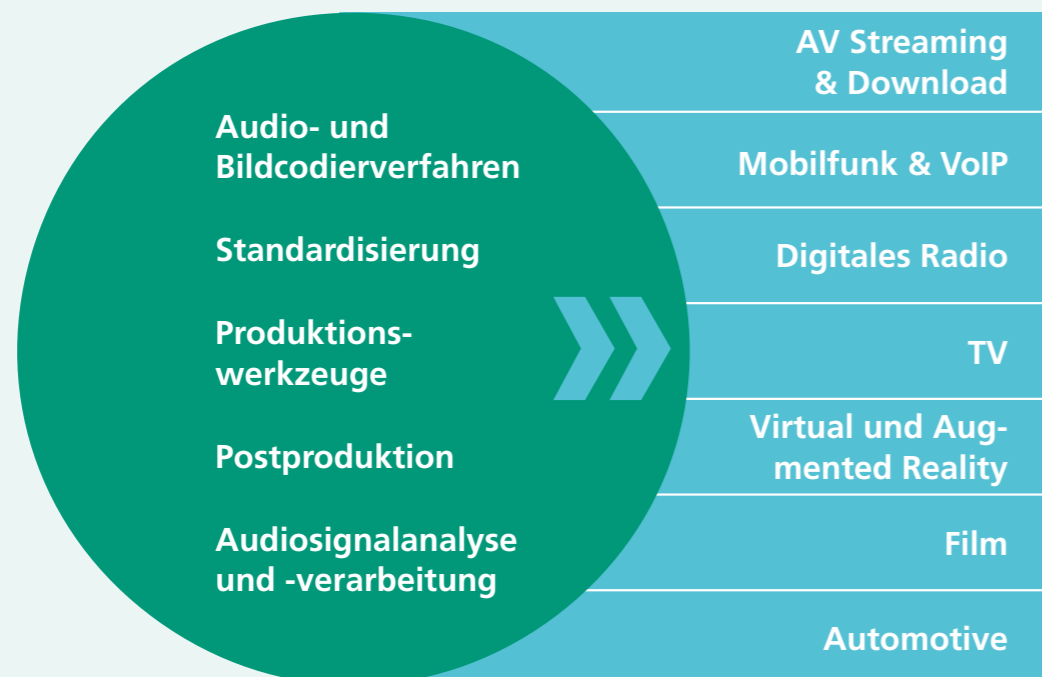 Audio- und
Bildcodierverfahren
Standardisierung
Produktions-
werkzeuge
Postproduktion
Audiosignalanalyse
und -verarbeitung
AV Streaming
& Download
Mobilfunk & VoIP
Digitales Radio
TV
Virtual und Aug-
mented Reality
Film
Automotive